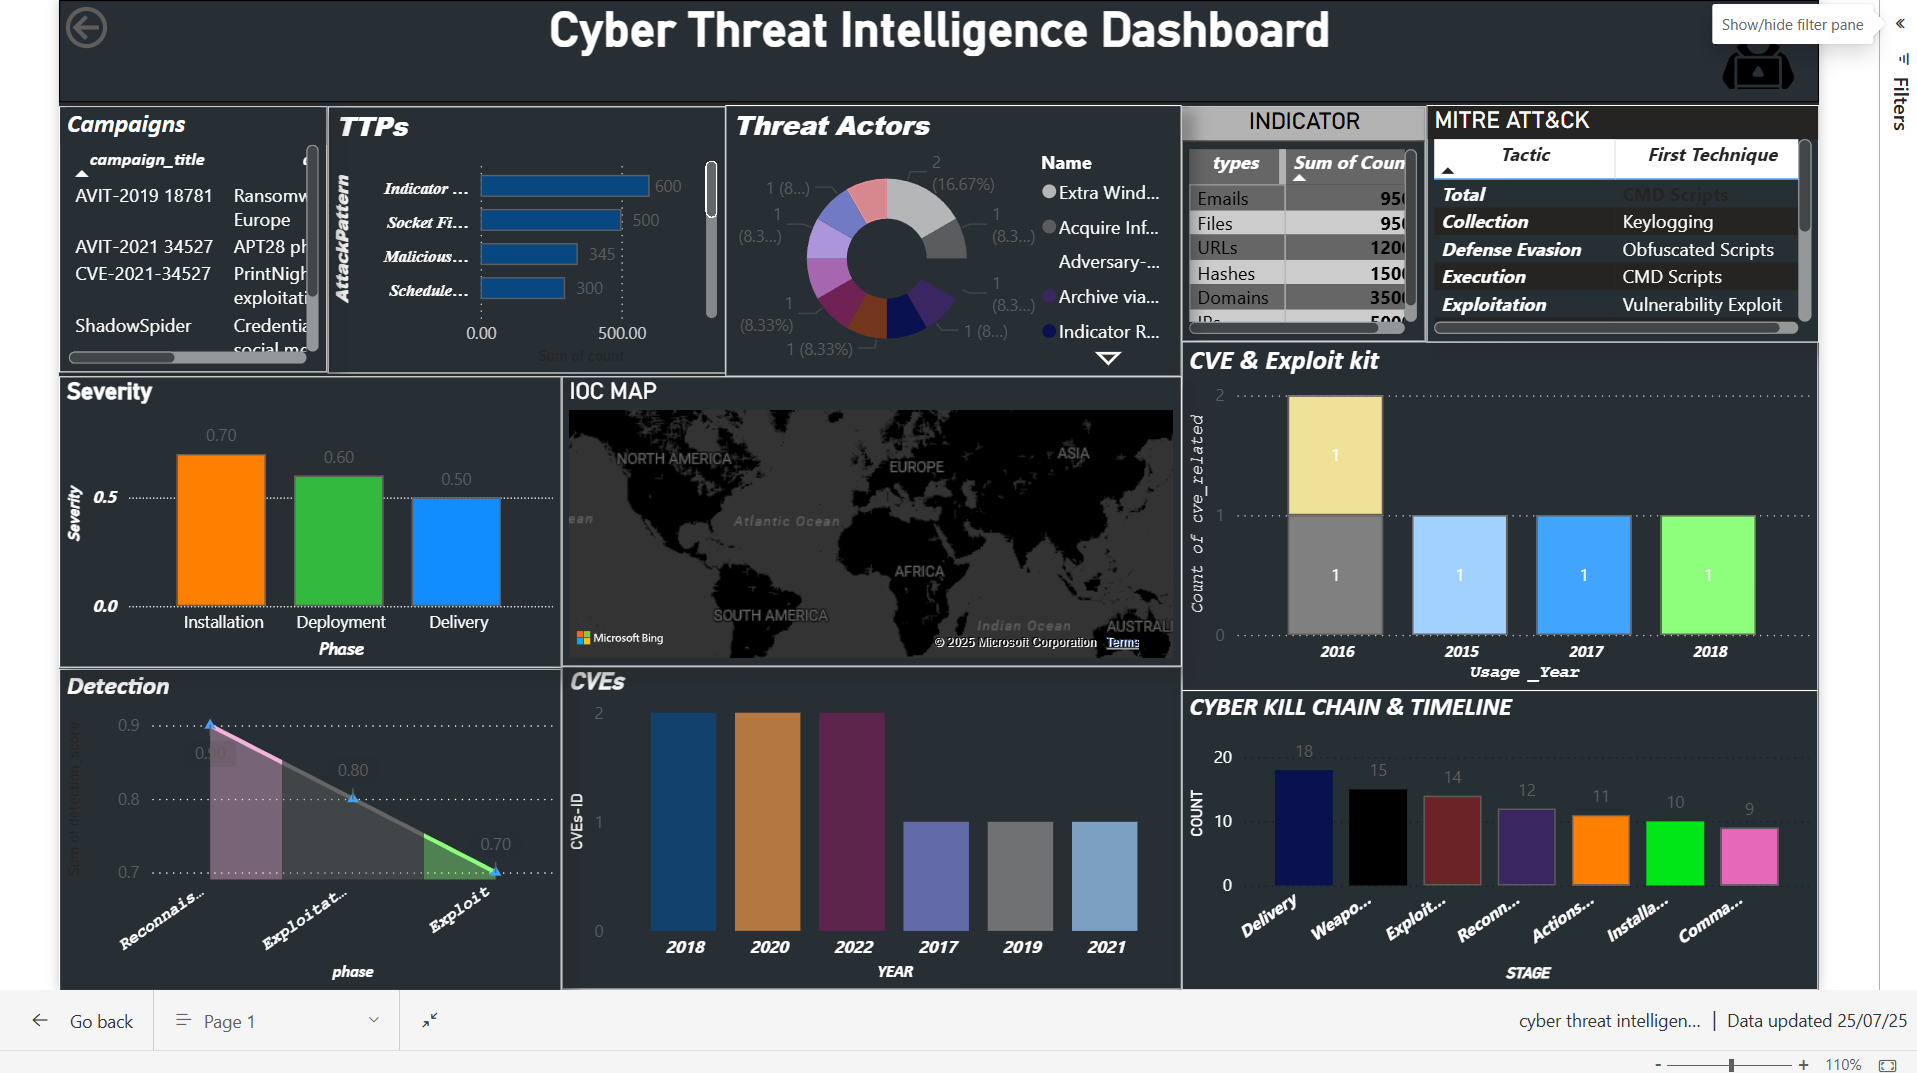 Cyber Threat Intelligence Dashboard
Show/hide filter pane
Filters
Campaigns
campaign_title
AVIT-2019 18781
Ransomw
Europe
AVIT-2021 34527
APT28 ph
CVE-2021-34527
PrintNigh
exploitati
ShadowSpider
Credentia
social me
TTPs
AttackPattern
Indicator ...
600
Socket Fi...
500
Malicious...
345
Schedule...
300
0.00
500.00
Sum of count
Threat Actors
2
(16.67%)
1
(8.3...)
1
(8.3...)
1 (8...)
1 (8.33%)
1
(8.33%)
1
(8.3...)
1 (8...)
Name
Extra Wind...
Acquire Inf...
Adversary-...
Archive via...
Indicator R...
INDICATOR
types
Sum of Coun
Emails 950
Files 950
URLs 1200
Hashes 1500
Domains 3500
IPs 5000
MITRE ATT&CK
Tactic
First Technique
Total CMD Scripts
Collection Keylogging
Defense Evasion Obfuscated Scripts
Execution CMD Scripts
Exploitation Vulnerability Exploit
Severity
0.70
0.60
0.50
Severity
0.5
0.0
Installation Deployment Delivery
Phase
IOC MAP
NORTH AMERICA
EUROPE
ASIA
ean
Atlantic Ocean
AFRICA
SOUTH AMERICA
Indian Ocean
AUSTRALI
Microsoft Bing
© 2025 Microsoft Corporation Terms
CVE & Exploit kit
Count of cve_related
2
1
0
1
1
1
1
1
2016 2015 2017 2018
Usage _Year
Detection
Sum of detection_score
0.9
0.8
0.7
0.90
0.80
0.70
Reconnais...
Exploitat...
Exploit
phase
CVEs
CVEs-ID
2
1
0
2018 2020 2022 2017 2019 2021
YEAR
CYBER KILL CHAIN & TIMELINE
COUNT
20
10
0
18
15
14
12
11
10
9
Delivery
Weapo...
Exploit...
Reconn...
Actions...
Installa...
Comma...
STAGE
Go back
Page 1
cyber threat intelligen... | Data updated 25/07/25
- + 110%